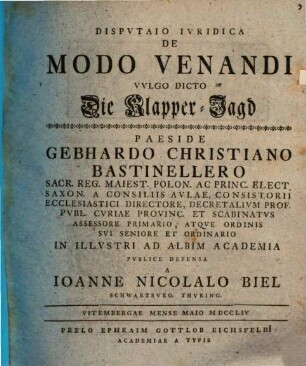 DISPVTAIO IVRIDICA
DE
MODO VENANDI
VVLGO DICTO
Die Klapper-Jagd
PAESIDE
GEBHARDO CHRISTIANO
BASTINELLERO
SACR. REG. MAIEST. POLON. AC PRINC. ELECT.
SAXON. A CONSILIIS AVLAE, CONSISTORII
ECCLESIASTICI DIRECTORE, DECRETALIVM PROF.
PVBL. CVRIAE PROVINC. ET SCABINATVS
ASSESSORE PRIMARIO, ATQVE ORDINIS
SVI SENIORE ET ORDINARIO
IN ILLVSTRI AD ALBIM ACADEMIA
PVBLICE DEFENSA
A
IOANNE NICOLALO BIEL
SCHWARTZBVRG. THVRING.
VITEMBERGAE MENSE MAIO MDCCLIV
PRELO EPHRAIM GOTTLOB EICHSFELDI
ACADEMIAE A TYPIS